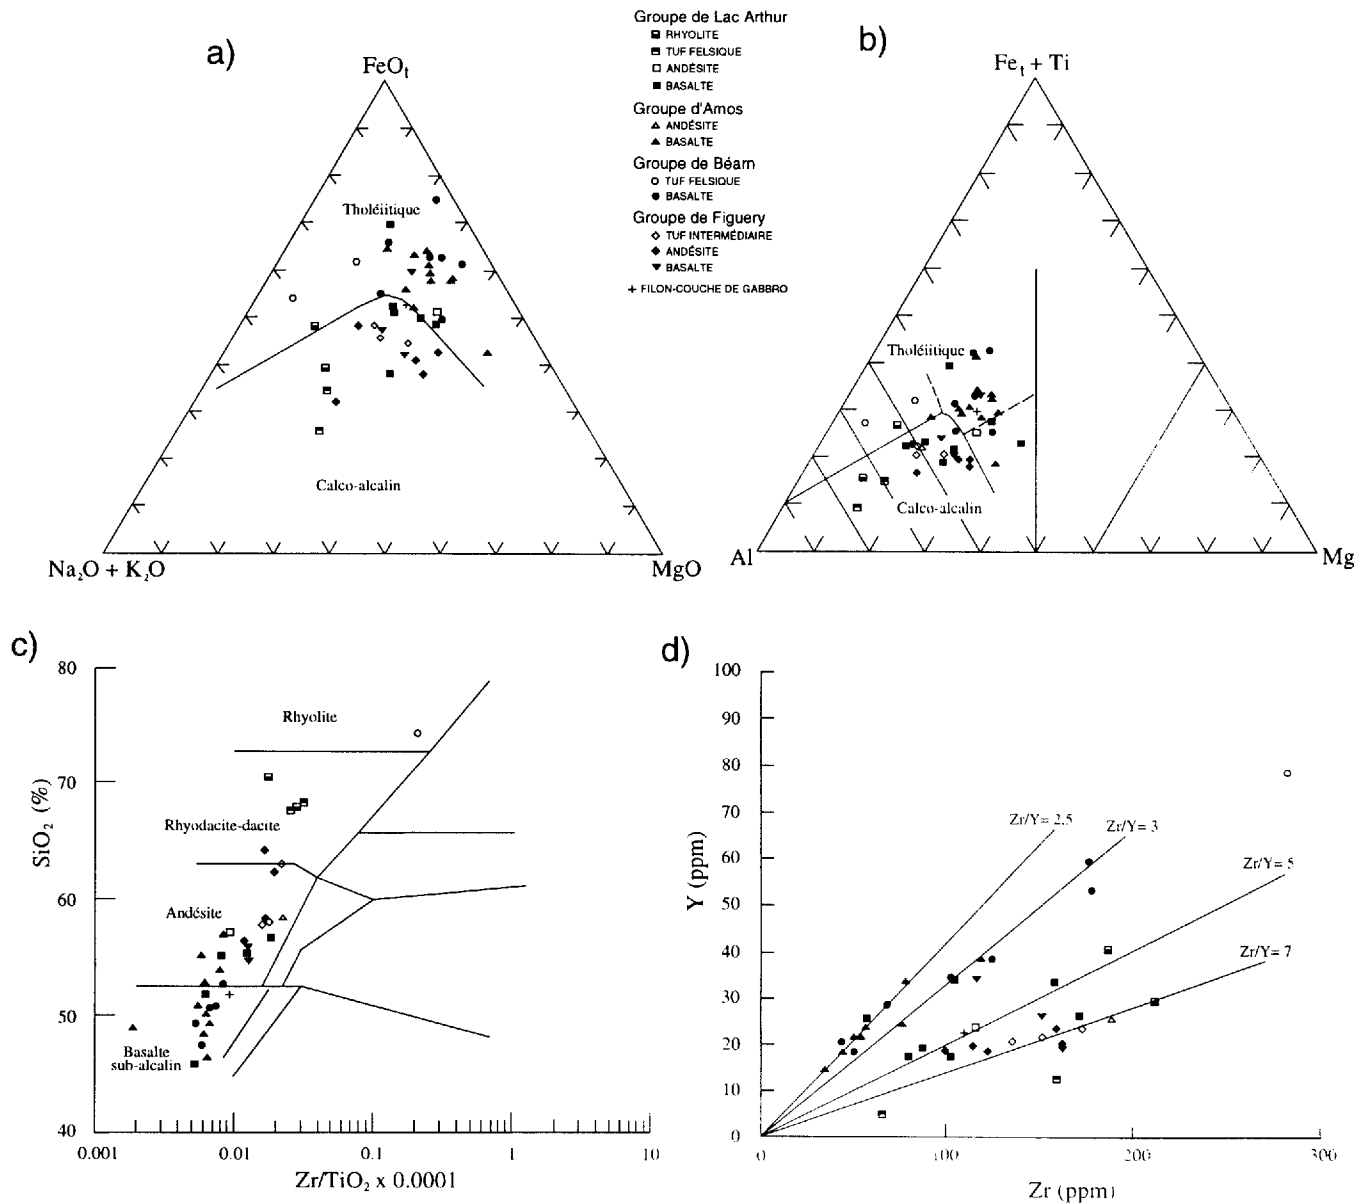 a)
FeOt
Tholéiitique
Calco-alcalin
Na2O + K2O
MgO
Groupe de Lac Arthur
RHYOLITE
TUF FELSIQUE
ANDÉSITE
BASALTE
Groupe d'Amos
ANDÉSITE
BASALTE
Groupe de Béarn
TUF FELSIQUE
BASALTE
Groupe de Figuery
TUF INTERMÉDIAIRE
ANDÉSITE
BASALTE
FILON-COUCHE DE GABBRO
b)
Fet + Ti
Tholéiitique
Calco-alcalin
Al
Mg
c)
80
70
60
50
40
SiO2 (%)
Rhyolite
Rhyodacite-dacite
Andésite
Basalte
sub-alcalin
0.001
0.01
0.1
1
10
Zr/TiO2 x 0.0001
d)
100
90
80
70
60
50
40
30
20
10
0
Y (ppm)
Zr/Y= 2.5
Zr/Y= 3
Zr/Y= 5
Zr/Y= 7
0
100
200
300
Zr (ppm)